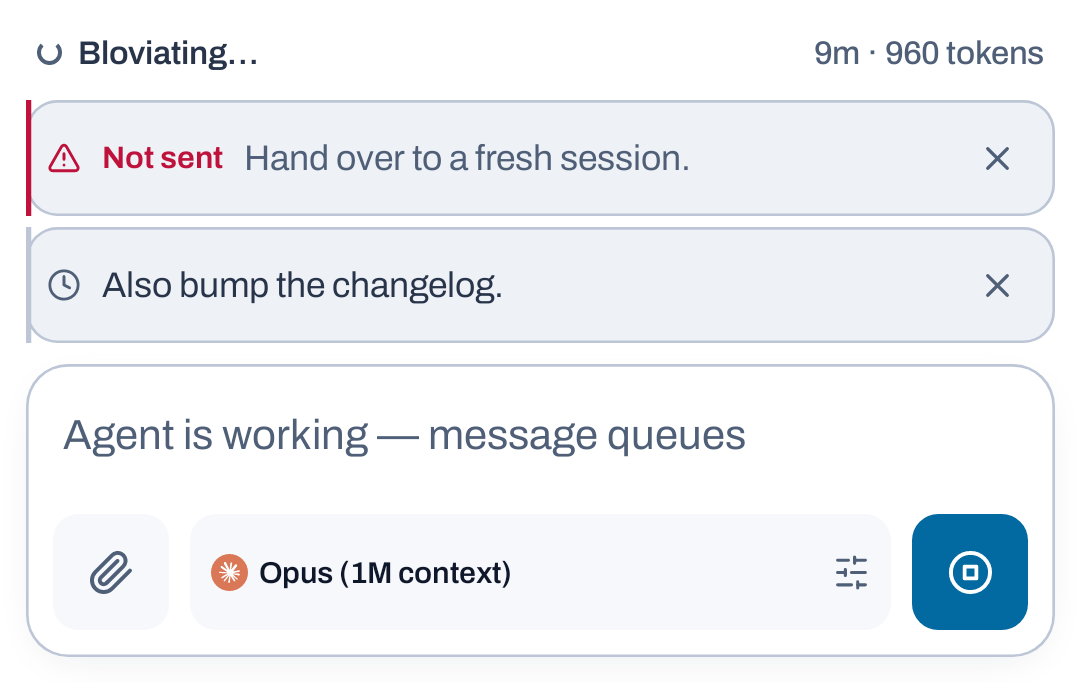 Bloviating…
9m · 960 tokens
Not sent Hand over to a fresh session.
Also bump the changelog.
Agent is working — message queues
Opus (1M context)